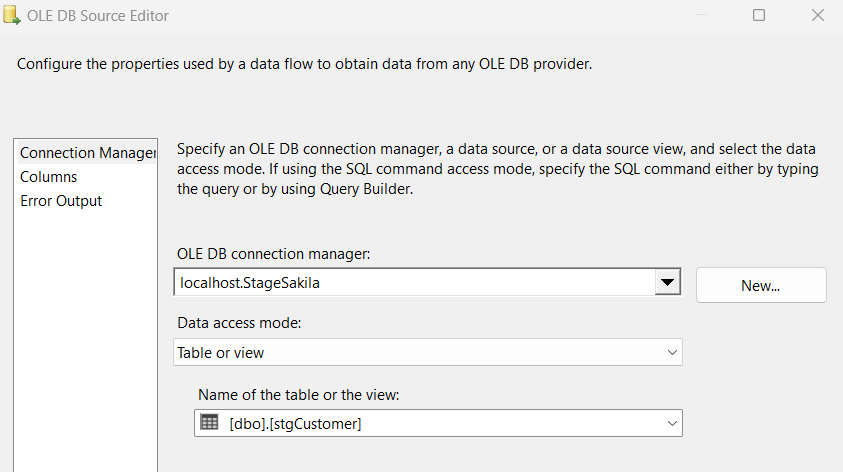 OLE DB Source Editor
Configure the properties used by a data flow to obtain data from any OLE DB provider.
Connection Manager
Columns
Error Output
Specify an OLE DB connection manager, a data source, or a data source view, and select the data
access mode. If using the SQL command access mode, specify the SQL command either by typing
the query or by using Query Builder.
OLE DB connection manager:
localhost.StageSakila
New...
Data access mode:
Table or view
Name of the table or the view:
[dbo].[stgCustomer]